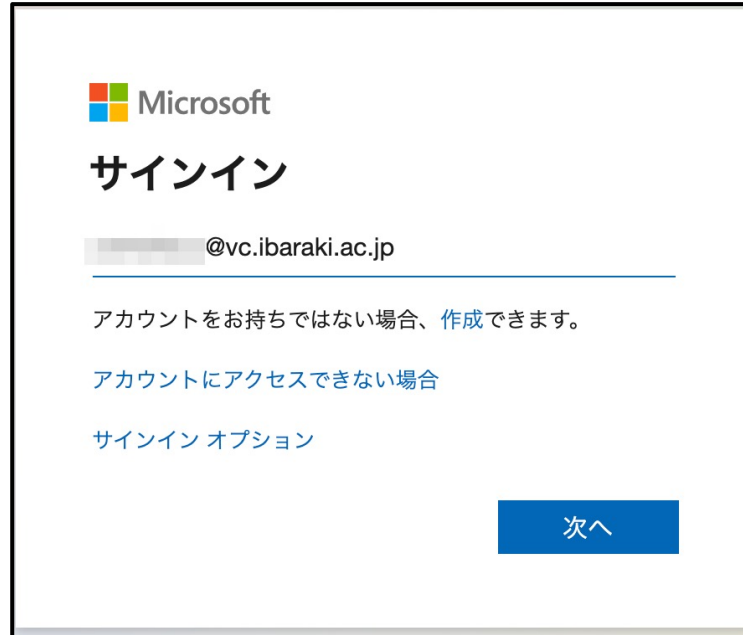 Microsoft
サインイン
@vc.ibaraki.ac.jp
アカウントをお持ちではない場合、作成できます。
アカウントにアクセスできない場合
サインイン オプション
次へ